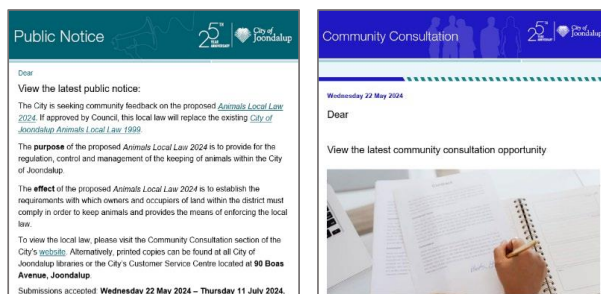 Public Notice
25TH
ANNIVERSARY
City of
Joondalup
Dear
View the latest public notice:
The City is seeking community feedback on the proposed Animals Local Law
2024. If approved by Council, this local law will replace the existing City of
Joondalup Animals Local Law 1999.
The purpose of the proposed Animals Local Law 2024 is to provide for the
regulation, control and management of the keeping of animals within the City
of Joondalup.
The effect of the proposed Animals Local Law 2024 is to establish the
requirements with which owners and occupiers of land within the district must
comply in order to keep animals and provides the means of enforcing the local
law.
To view the local law, please visit the Community Consultation section of the
City's website. Alternatively, printed copies can be found at all City of
Joondalup libraries or the City's Customer Service Centre located at 90 Boas
Avenue, Joondalup.
Submissions accepted: Wednesday 22 May 2024 – Thursday 11 July 2024.
Community Consultation
25TH
ANNIVERSARY
City of
Joondalup
Wednesday 22 May 2024
Dear
View the latest community consultation opportunity